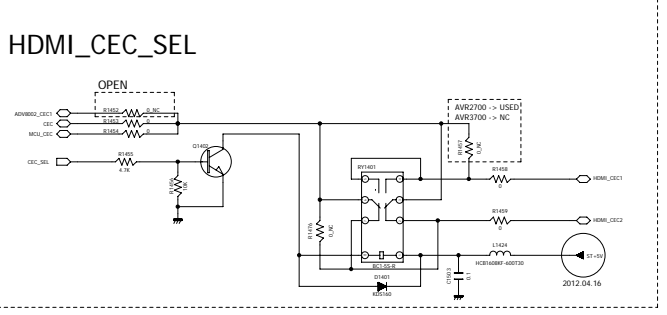 HDMI_CEC_SEL
OPEN
ADV8002_CEC1
R1452
0_NC
CEC
R1453
0
MCU_CEC
R1454
0
CEC_SEL
R1455
4.7K
Q1402
R1456
10K
AVR2700 -> USED
AVR3700 -> NC
R1457
0_NC
RY1401
R1458
0
HDMI_CEC1
R1476
0_NC
R1459
0
HDMI_CEC2
BC1-5S-R
D1401
KDS160
C1503
0.1
L1424
HCB1608KF-600T30
ST+5V
2012.04.16